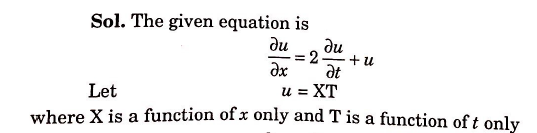 Sol. The given equation is
∂u/∂x = 2 ∂u/∂t + u
Let u = XT
where X is a function of x only and T is a function of t only